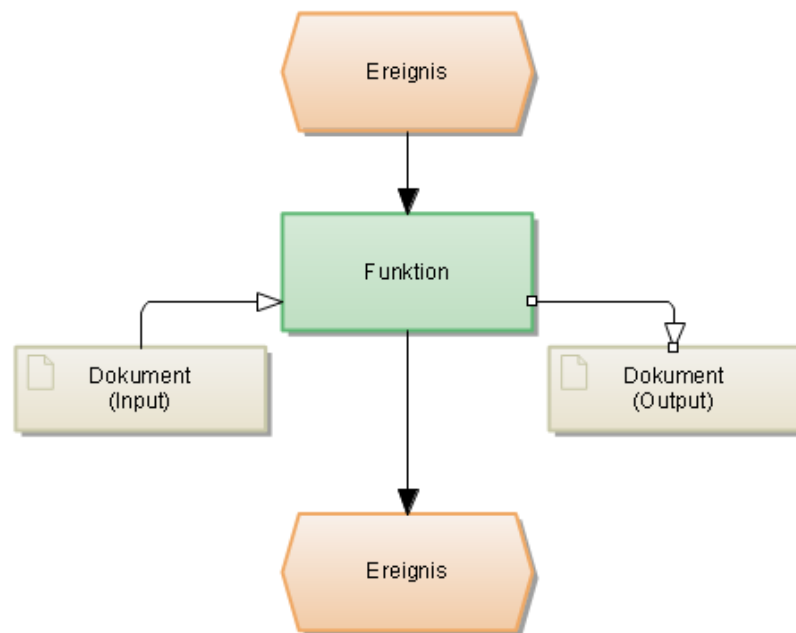 Ereignis
Funktion
Dokument
(Input)
Dokument
(Output)
Ereignis